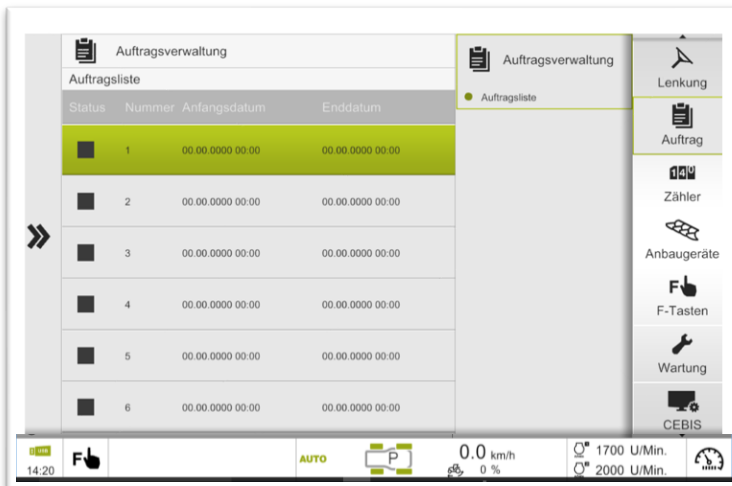 Auftragsverwaltung
Auftragsliste
Status Nummer Anfangsdatum Enddatum
1 00.00.0000 00:00 00.00.0000 00:00
2 00.00.0000 00:00 00.00.0000 00:00
3 00.00.0000 00:00 00.00.0000 00:00
4 00.00.0000 00:00 00.00.0000 00:00
5 00.00.0000 00:00 00.00.0000 00:00
6 00.00.0000 00:00 00.00.0000 00:00
Auftragsverwaltung
Auftragsliste
Lenkung
Auftrag
140
Zähler
Anbaugeräte
F
F-Tasten
Wartung
CEBIS
USB
14:20
F
AUTO
P
0.0 km/h
0 %
1700 U/Min.
2000 U/Min.